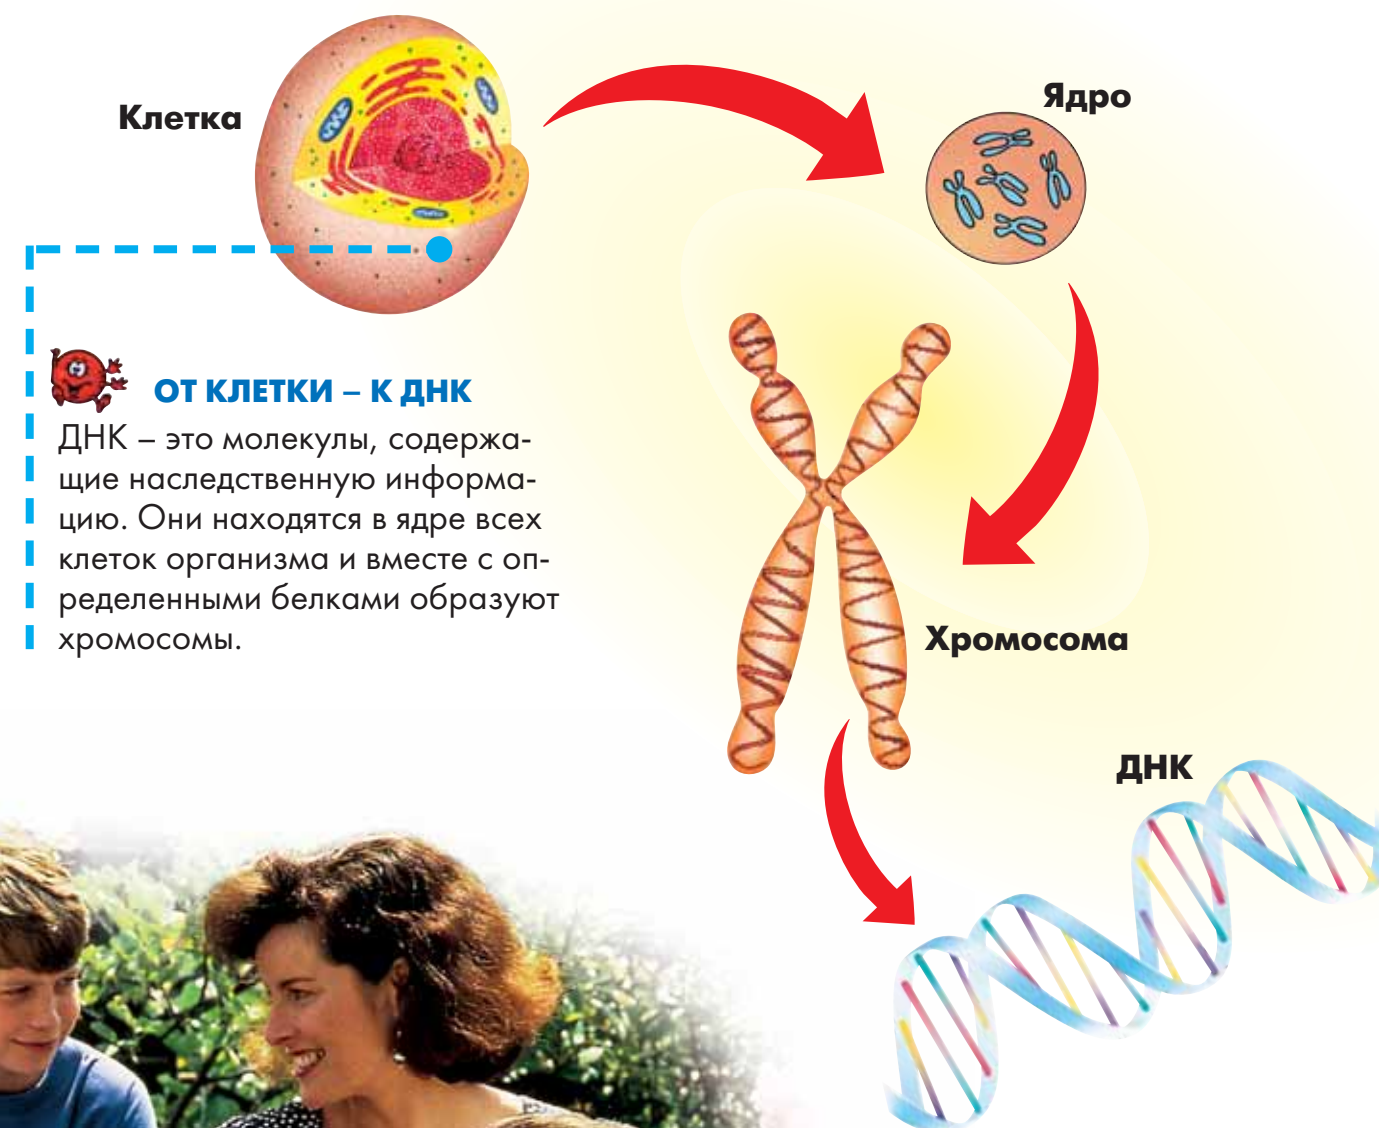 Клетка
Ядро
ОТ КЛЕТКИ – К ДНК
ДНК – это молекулы, содержа-
щие наследственную информа-
цию. Они находятся в ядре всех
клеток организма и вместе с оп-
ределенными белками образуют
хромосомы.
Хромосома
ДНК